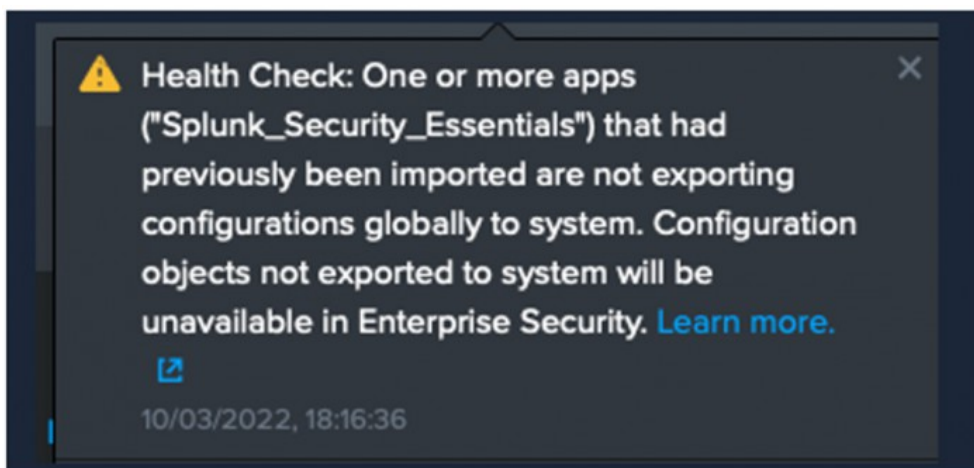 Health Check: One or more apps
("Splunk_Security_Essentials") that had
previously been imported are not exporting
configurations globally to system. Configuration
objects not exported to system will be
unavailable in Enterprise Security. Learn more.
10/03/2022, 18:16:36